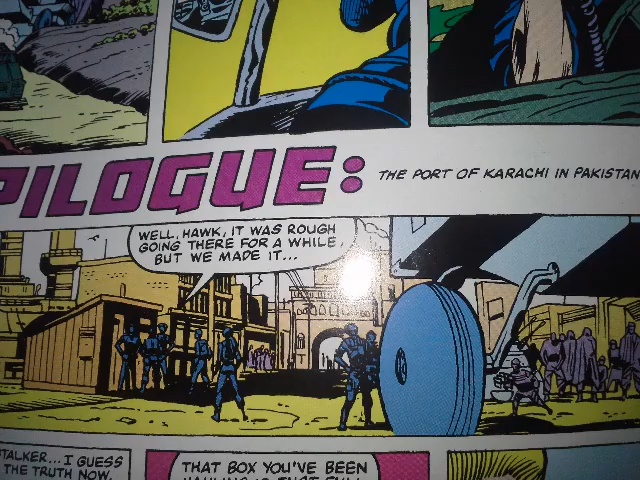 PILOGUE:
THE PORT OF KARACHI IN PAKISTAN
WELL, HAWK, IT WAS ROUGH
GOING THERE FOR A WHILE,
BUT WE MADE IT...
STALKER... I GUESS
THE TRUTH NOW.
THAT BOX YOU'VE BEEN